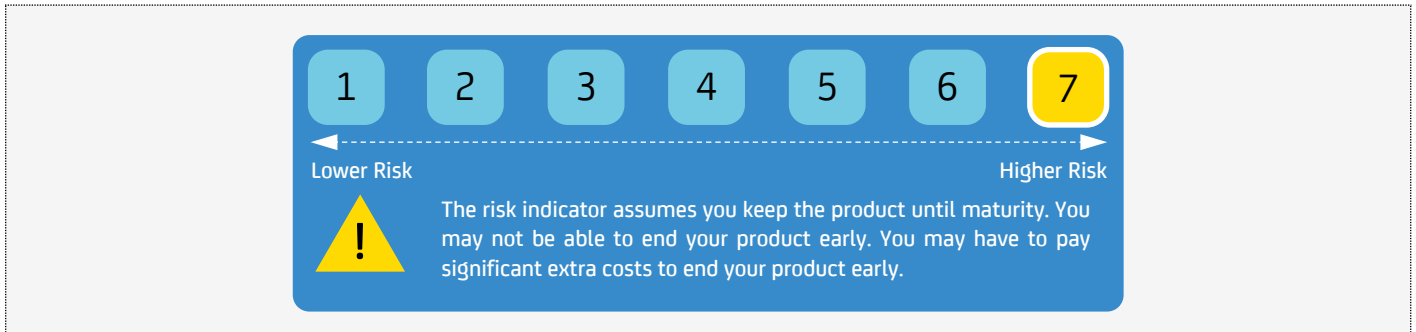 1 2 3 4 5 6 7
Lower Risk Higher Risk
! The risk indicator assumes you keep the product until maturity. You
may not be able to end your product early. You may have to pay
significant extra costs to end your product early.